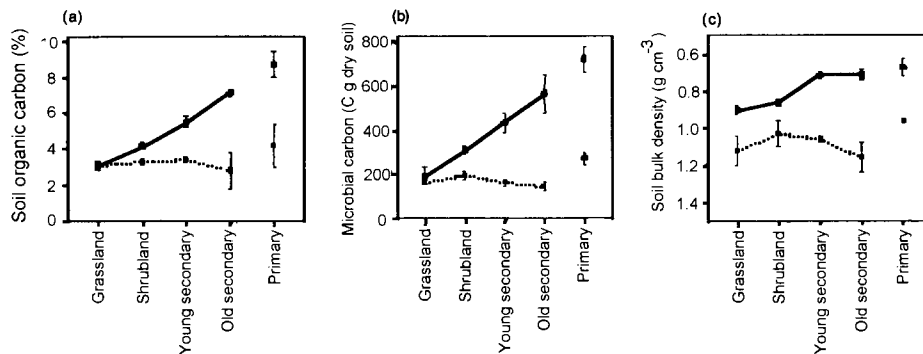 (a)
Soil organic carbon (%)
0
8
6
4
2
0
Grassland
Shrubland
Young secondary
Old secondary
Primary
(b)
Microbial carbon (C g dry soil)
800
600
400
200
0
Grassland
Shrubland
Young secondary
Old secondary
Primary
(c)
Soil bulk density (g cm⁻³)
0.6
0.8
1.0
1.2
1.4
Grassland
Shrubland
Young secondary
Old secondary
Primary